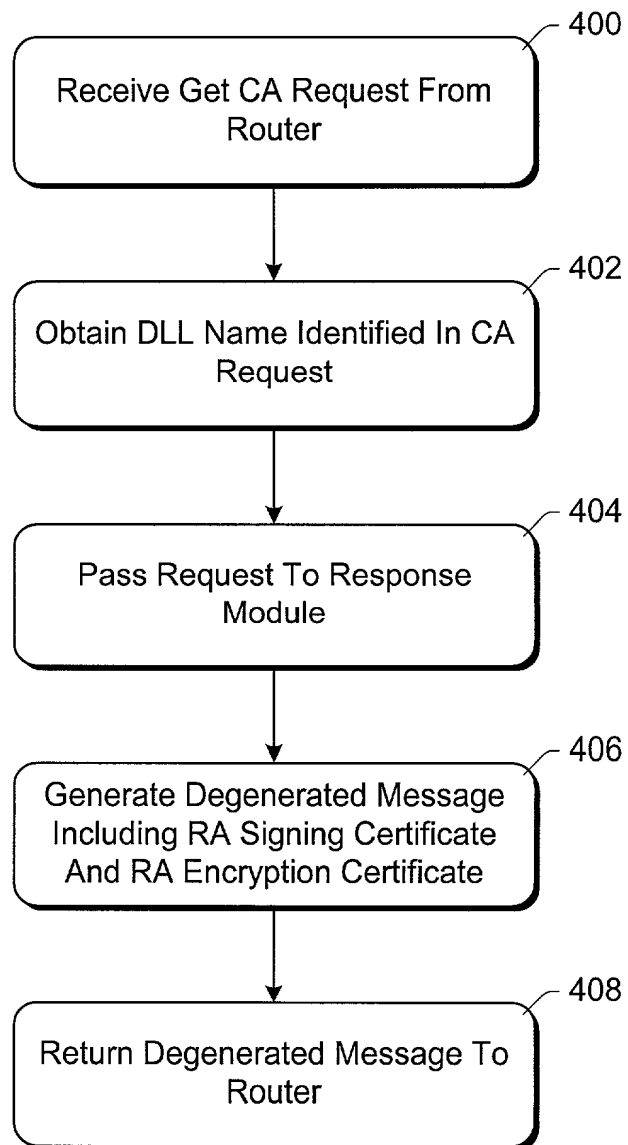 400
Receive Get CA Request From
Router
402
Obtain DLL Name Identified In CA
Request
404
Pass Request To Response
Module
406
Generate Degenerated Message
Including RA Signing Certificate
And RA Encryption Certificate
408
Return Degenerated Message To
Router